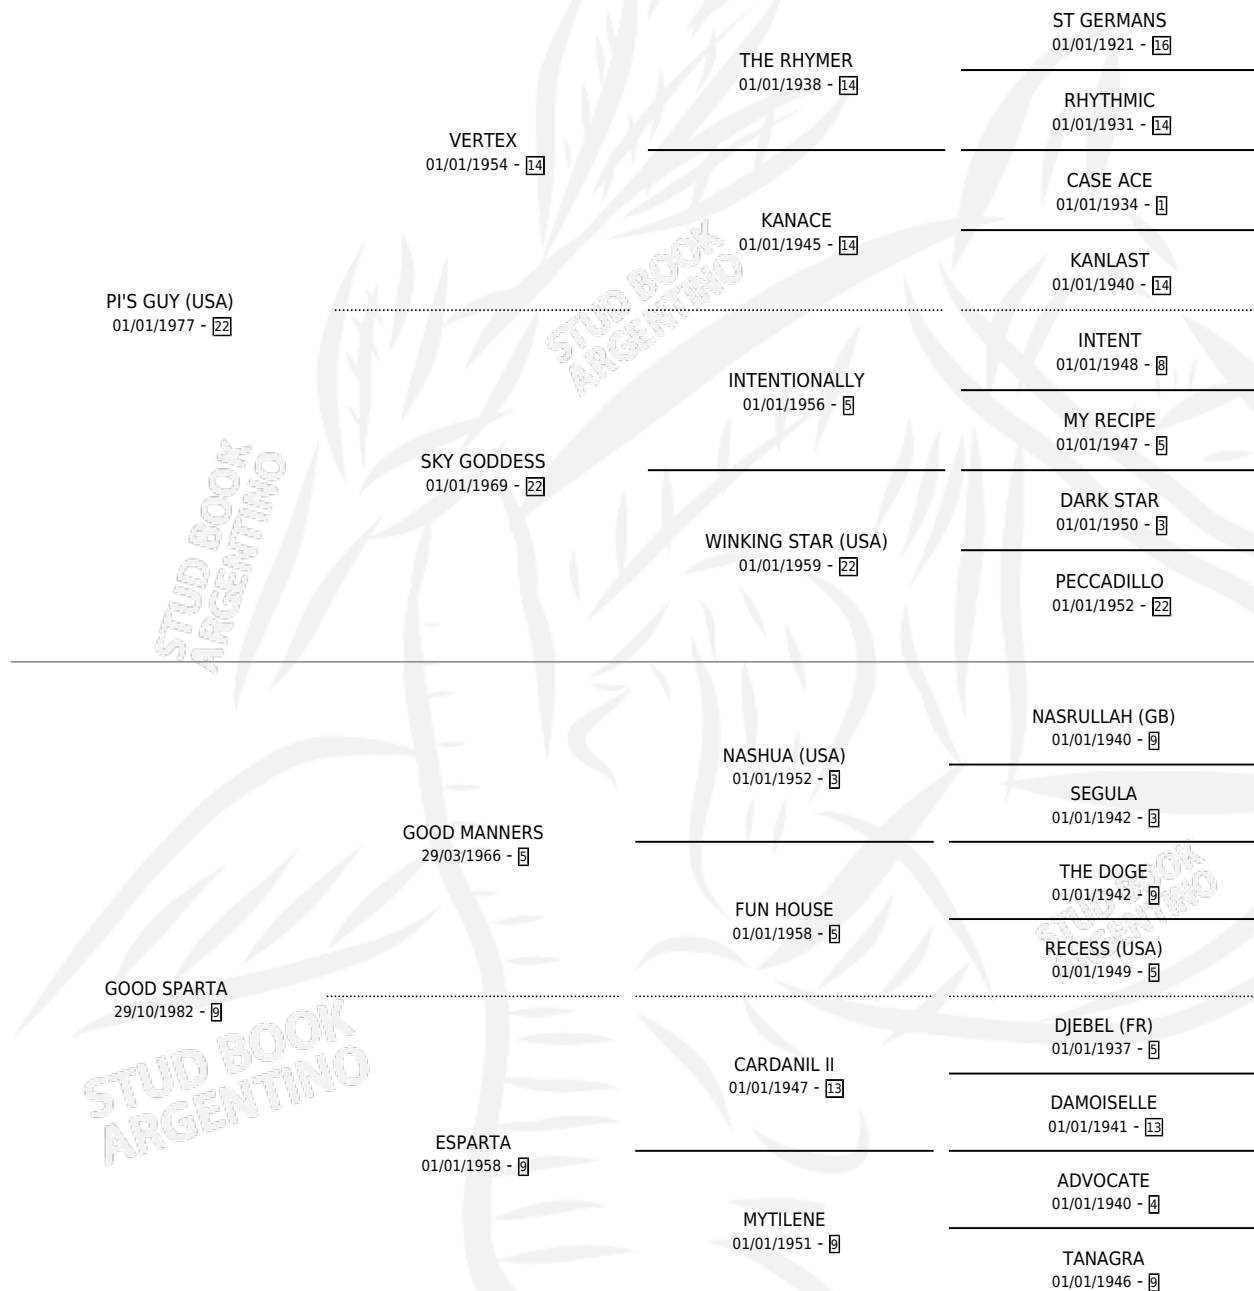 ST GERMANS
01/01/1921 - 16
THE RHYMER
01/01/1938 - 14
RHYTHMIC
01/01/1931 - 14
VERTEX
01/01/1954 - 14
CASE ACE
01/01/1934 - 1
KANACE
01/01/1945 - 14
KANLAST
01/01/1940 - 14
PI'S GUY (USA)
01/01/1977 - 22
INTENT
01/01/1948 - 8
INTENTIONALLY
01/01/1956 - 5
MY RECIPE
01/01/1947 - 5
SKY GODDESS
01/01/1969 - 22
DARK STAR
01/01/1950 - 3
WINKING STAR (USA)
01/01/1959 - 22
PECCADILLO
01/01/1952 - 22
STUD BOOK
ARGENTINO
STUD BOOK
ARGENTINO
NASRULLAH (GB)
01/01/1940 - 9
NASHUA (USA)
01/01/1952 - 3
SEGULA
01/01/1942 - 3
GOOD MANNERS
29/03/1966 - 5
THE DOGE
01/01/1942 - 9
FUN HOUSE
01/01/1958 - 5
RECESS (USA)
01/01/1949 - 5
STUD BOOK
ARGENTINO
GOOD SPARTA
29/10/1982 - 9
DJEBEL (FR)
01/01/1937 - 5
CARDANIL II
01/01/1947 - 13
DAMOISELLE
01/01/1941 - 13
STUD BOOK
ARGENTINO
ESPARTA
01/01/1958 - 9
ADVOCATE
01/01/1940 - 4
MYTILENE
01/01/1951 - 9
TANAGRA
01/01/1946 - 9